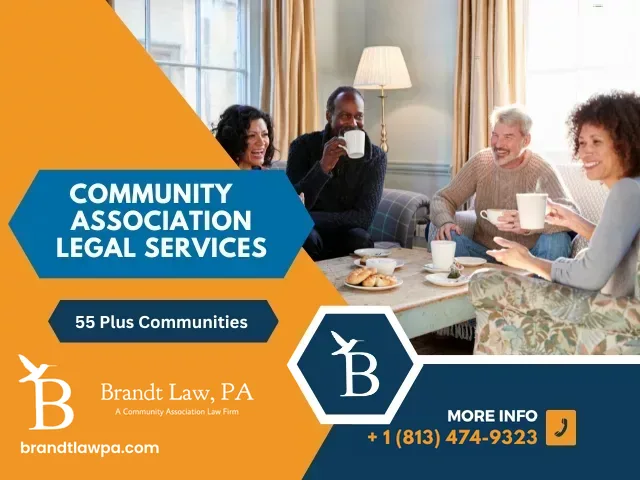 COMMUNITY
ASSOCIATION
LEGAL SERVICES
55 Plus Communities
B
Brandt Law, PA
A Community Association Law Firm
brandtlawpa.com
B
MORE INFO
+ 1 (813) 474-9323